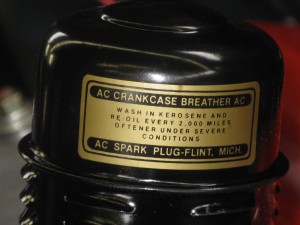 AC CRANKCASE BREATHER AC
WASH IN KEROSENE AND
RE-OIL EVERY 2,000 MILES
OFTENER UNDER SEVERE
CONDITIONS
AC SPARK PLUG-FLINT, MICH.